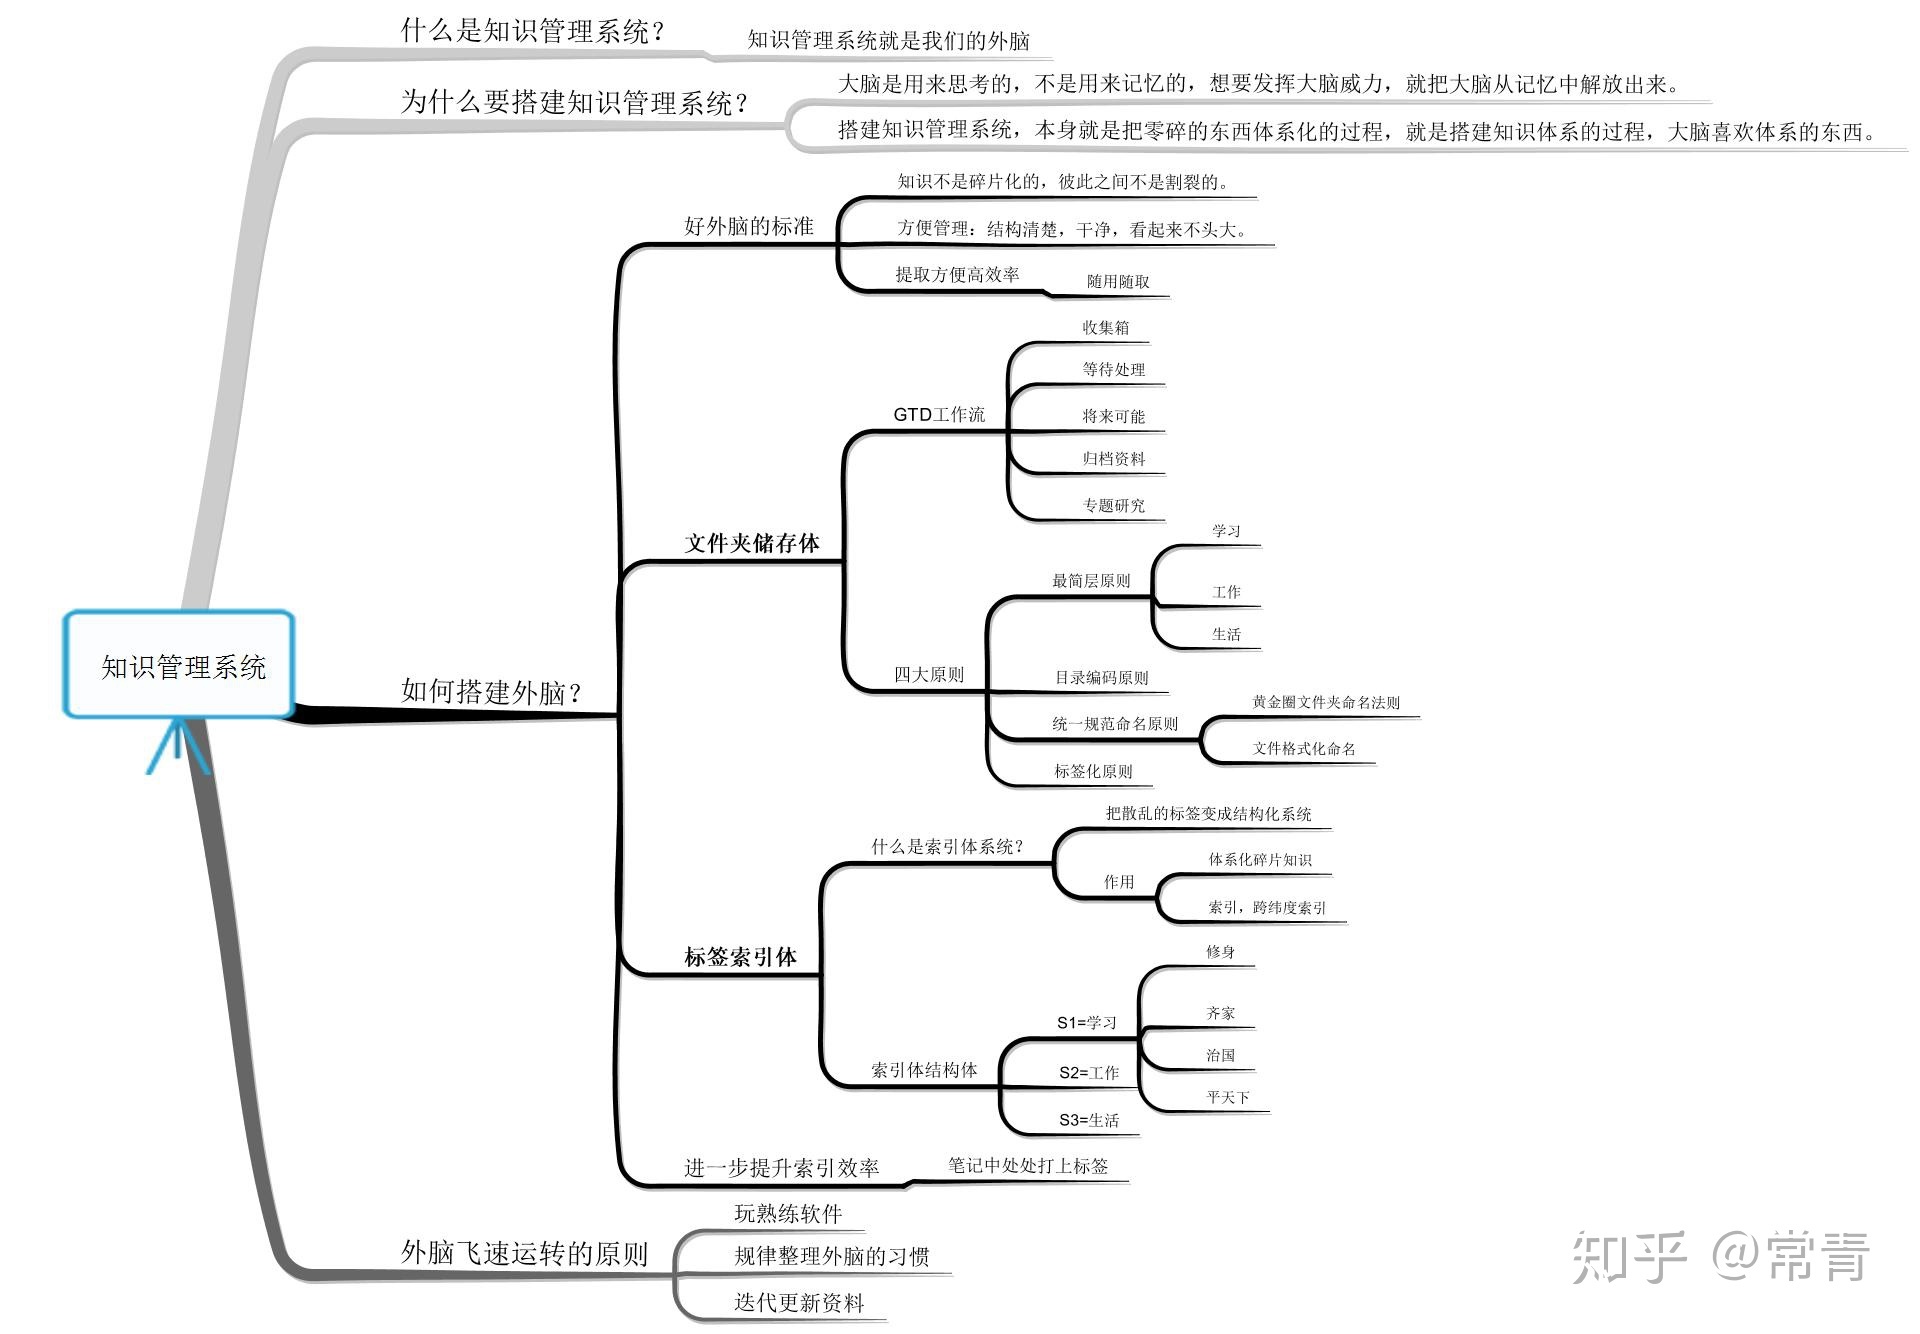 什么是知识管理系统？
知识管理系统就是我们的外脑
为什么要搭建知识管理系统？
大脑是用来思考的，不是用来记忆的，想要发挥大脑威力，就把大脑从记忆中解放出来。
搭建知识管理系统，本身就是把零碎的东西体系化的过程，就是搭建知识体系的过程，大脑喜欢体系的东西。
知识管理系统
如何搭建外脑？
好外脑的标准
知识不是碎片化的，彼此之间不是割裂的。
方便管理：结构清楚，干净，看起来不头大。
提取方便高效率
随用随取
文件夹储存体
GTD工作流
收集箱
等待处理
将来可能
归档资料
专题研究
四大原则
最简层原则
学习
工作
生活
目录编码原则
统一规范命名原则
黄金圈文件夹命名法则
文件格式化命名
标签化原则
标签索引体
什么是索引体系统？
把散乱的标签变成结构化系统
作用
体系化碎片知识
索引，跨纬度索引
索引体结构体
S1=学习
修身
齐家
治国
平天下
S2=工作
S3=生活
进一步提升索引效率
笔记中处处打上标签
外脑飞速运转的原则
玩熟练软件
规律整理外脑的习惯
迭代更新资料
知乎 @常青